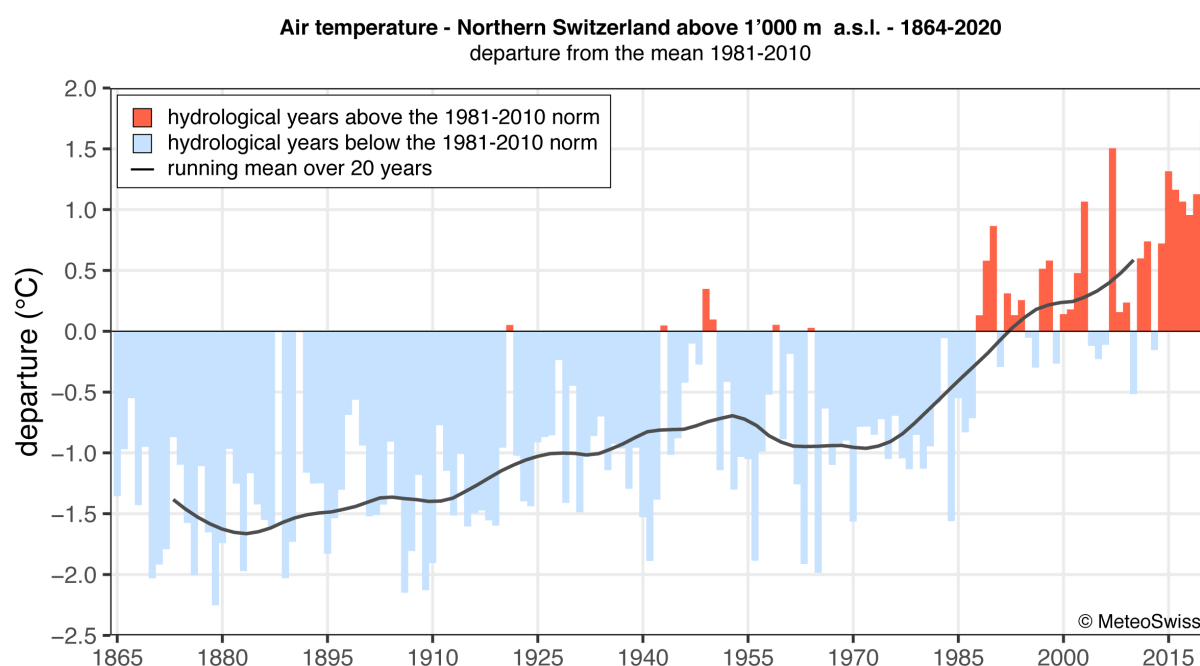 Air temperature - Northern Switzerland above 1’000 m a.s.l. - 1864-2020
departure from the mean 1981-2010
hydrological years above the 1981-2010 norm
hydrological years below the 1981-2010 norm
running mean over 20 years
departure (°C)
2.0
1.5
1.0
0.5
0.0
−0.5
−1.0
−1.5
−2.0
−2.5
© MeteoSwiss
1865 1880 1895 1910 1925 1940 1955 1970 1985 2000 2015